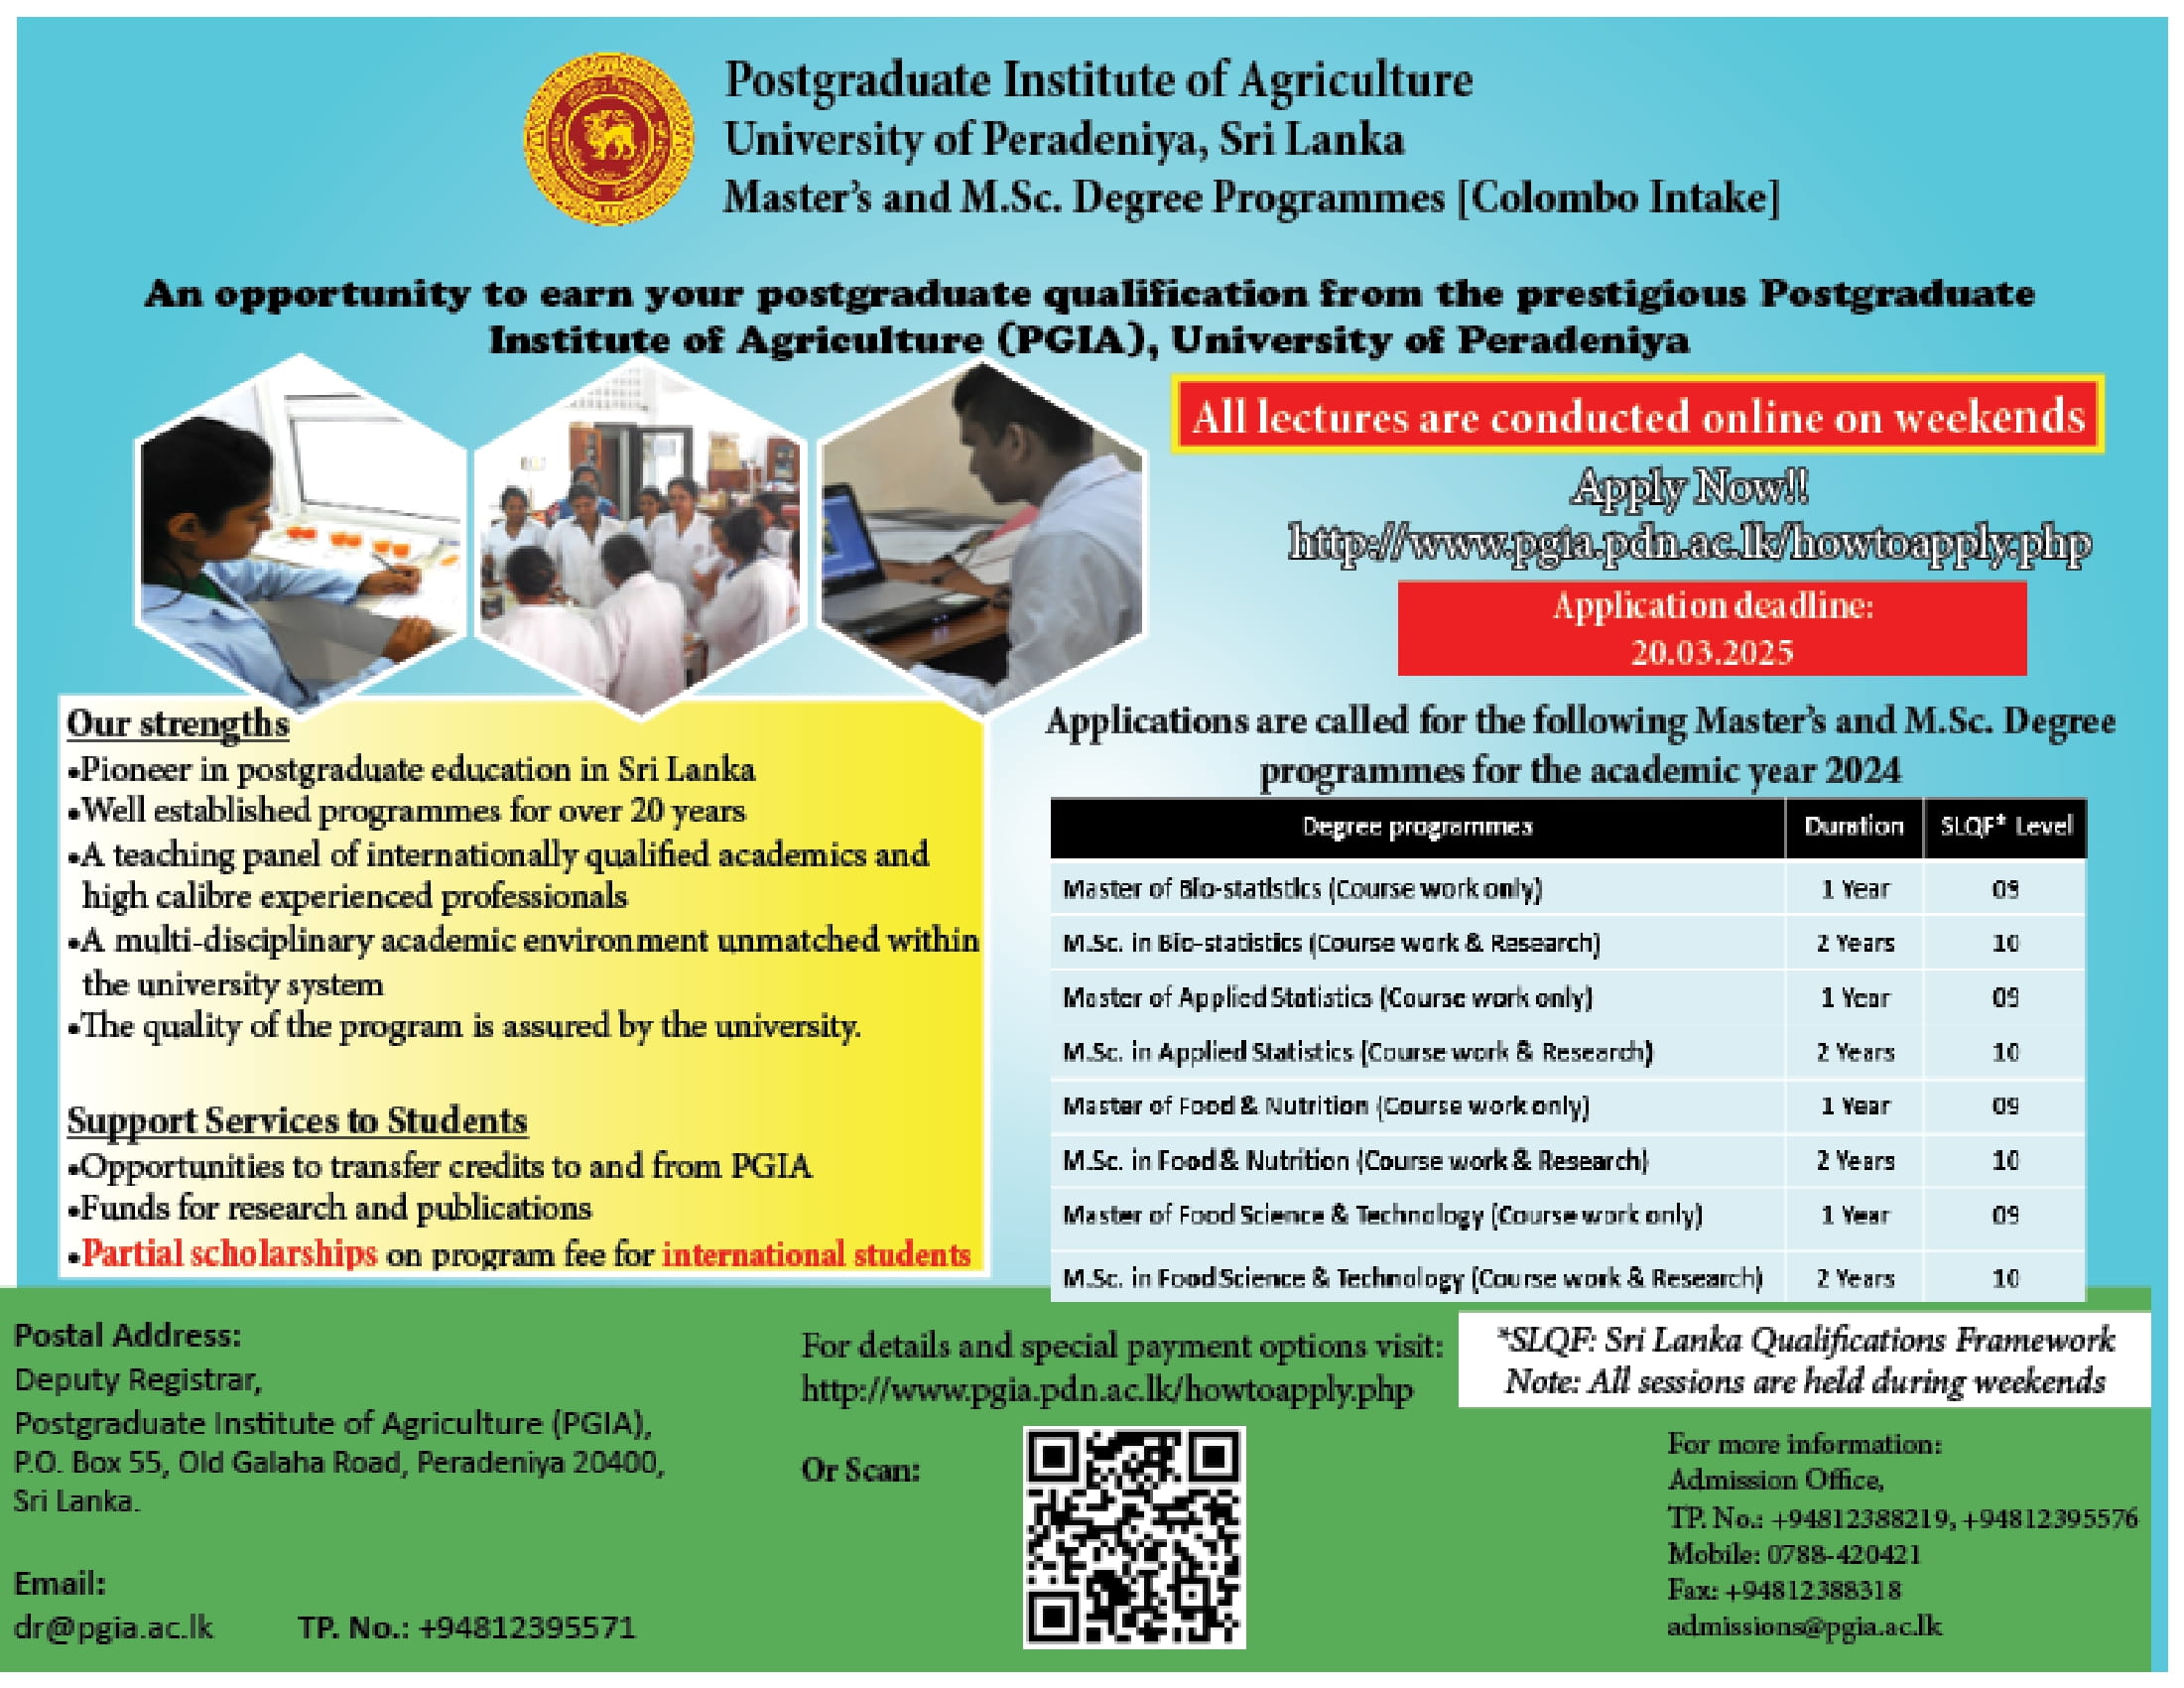 Postgraduate Institute of Agriculture
University of Peradeniya, Sri Lanka
Master's and M.Sc. Degree Programmes [Colombo Intake]
An opportunity to earn your postgraduate qualification from the prestigious Postgraduate
Institute of Agriculture (PGIA), University of Peradeniya
All lectures are conducted online on weekends
Apply Now!!
http://www.pgia.pdn.ac.lk/howtoapply.php
Application deadline:
20.03.2025
Our strengths
•Pioneer in postgraduate education in Sri Lanka
•Well established programmes for over 20 years
•A teaching panel of internationally qualified academics and
high calibre experienced professionals
•A multi-disciplinary academic environment unmatched within
the university system
•The quality of the program is assured by the university.
Support Services to Students
•Opportunities to transfer credits to and from PGIA
•Funds for research and publications
•Partial scholarships on program fee for international students
Applications are called for the following Master's and M.Sc. Degree
programmes for the academic year 2024
Degree programmes Duration SLQF* Level
Master of Bio-statistics (Course work only) 1 Year 09
M.Sc. in Bio-statistics (Course work & Research) 2 Years 10
Master of Applied Statistics (Course work only) 1 Year 09
M.Sc. in Applied Statistics (Course work & Research) 2 Years 10
Master of Food & Nutrition (Course work only) 1 Year 09
M.Sc. in Food & Nutrition (Course work & Research) 2 Years 10
Master of Food Science & Technology (Course work only) 1 Year 09
M.Sc. in Food Science & Technology (Course work & Research) 2 Years 10
*SLQF: Sri Lanka Qualifications Framework
Note: All sessions are held during weekends
Postal Address:
Deputy Registrar,
Postgraduate Institute of Agriculture (PGIA),
P.O. Box 55, Old Galaha Road, Peradeniya 20400,
Sri Lanka.
Email:
dr@pgia.ac.lk TP. No.: +94812395571
For details and special payment options visit:
http://www.pgia.pdn.ac.lk/howtoapply.php
Or Scan:
For more information:
Admission Office,
TP. No.: +94812388219, +94812395576
Mobile: 0788-420421
Fax: +94812388318
admissions@pgia.ac.lk